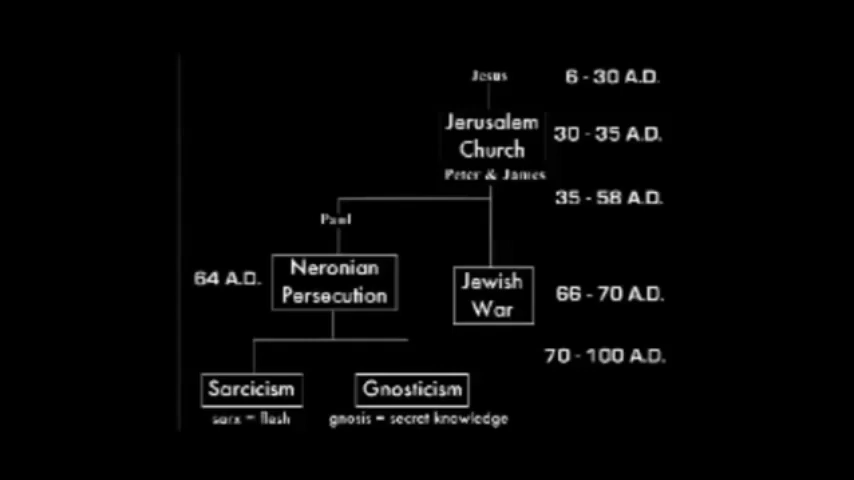 Jesus
6 - 30 A.D.
Jerusalem
Church
30 - 35 A.D.
Peter & James
35 - 58 A.D.
Paul
64 A.D.
Neronian
Persecution
Jewish
War
66 - 70 A.D.
70 - 100 A.D.
Sarcicism
Gnosticism
sarx = flesh
gnosis = secret knowledge